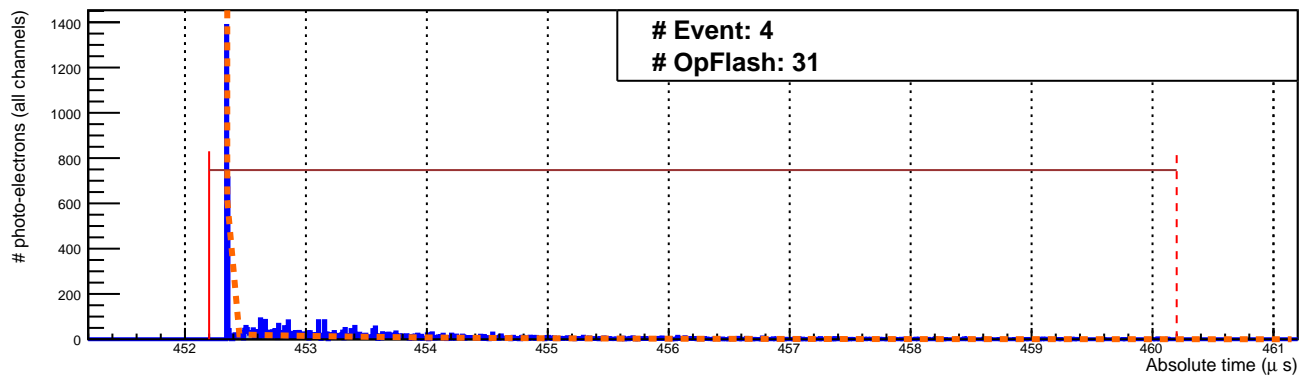 # Event: 4
# OpFlash: 31
# photo-electrons (all channels)
1400
1200
1000
800
600
400
200
0
452 453 454 455 456 457 458 459 460 461
Absolute time (μ s)